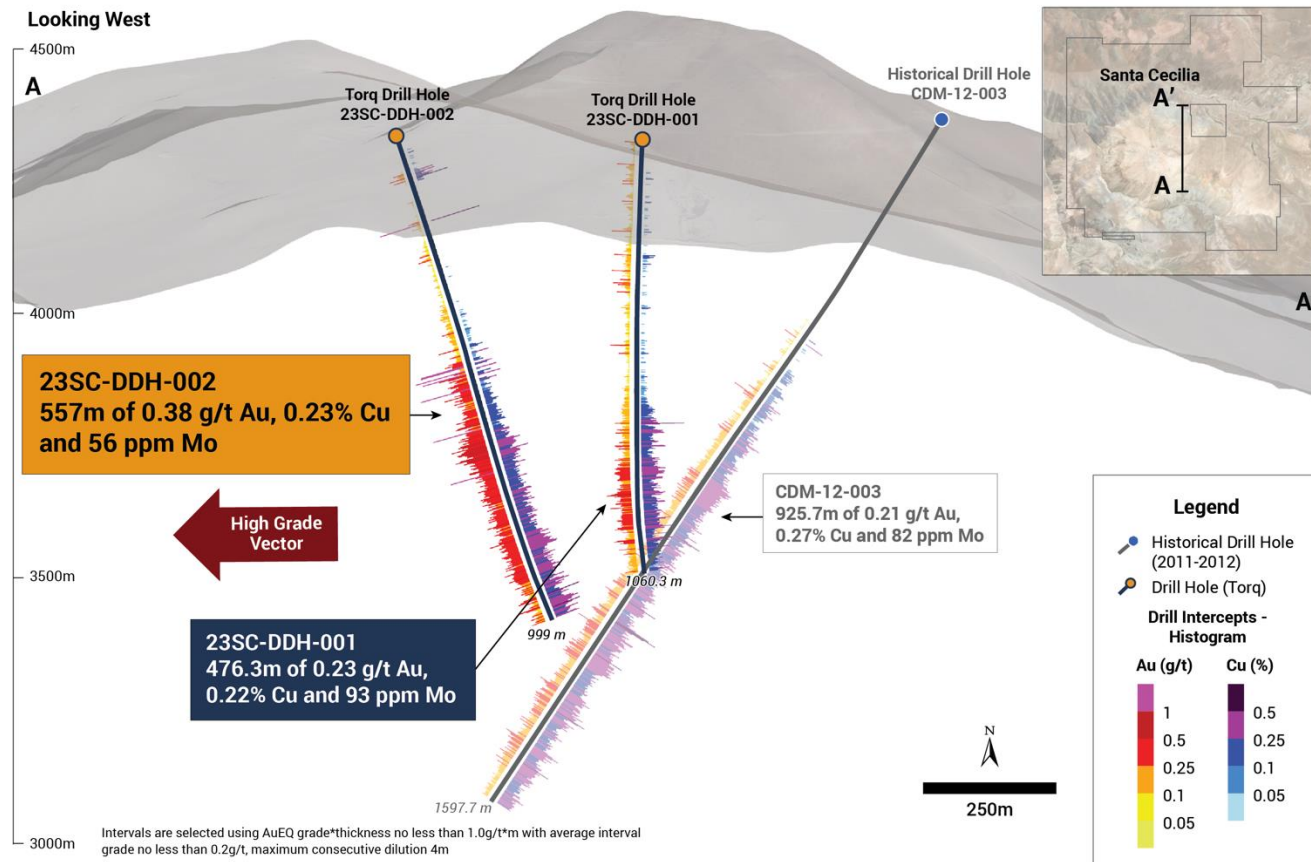 Looking West
4500m
A
Torq Drill Hole
23SC-DDH-002
Torq Drill Hole
23SC-DDH-001
Historical Drill Hole
CDM-12-003
Santa Cecilia
A'
A
4000m
A
23SC-DDH-002
557m of 0.38 g/t Au, 0.23% Cu
and 56 ppm Mo
High Grade
Vector
CDM-12-003
925.7m of 0.21 g/t Au,
0.27% Cu and 82 ppm Mo
3500m
1060.3 m
999 m
23SC-DDH-001
476.3m of 0.23 g/t Au,
0.22% Cu and 93 ppm Mo
1597.7 m
N
250m
3000m
Intervals are selected using AuEQ grade*thickness no less than 1.0g/t*m with average interval
grade no less than 0.2g/t, maximum consecutive dilution 4m
Legend
Historical Drill Hole
(2011-2012)
Drill Hole (Torq)
Drill Intercepts -
Histogram
Au (g/t)
1
0.5
0.25
0.1
0.05
Cu (%)
0.5
0.25
0.1
0.05